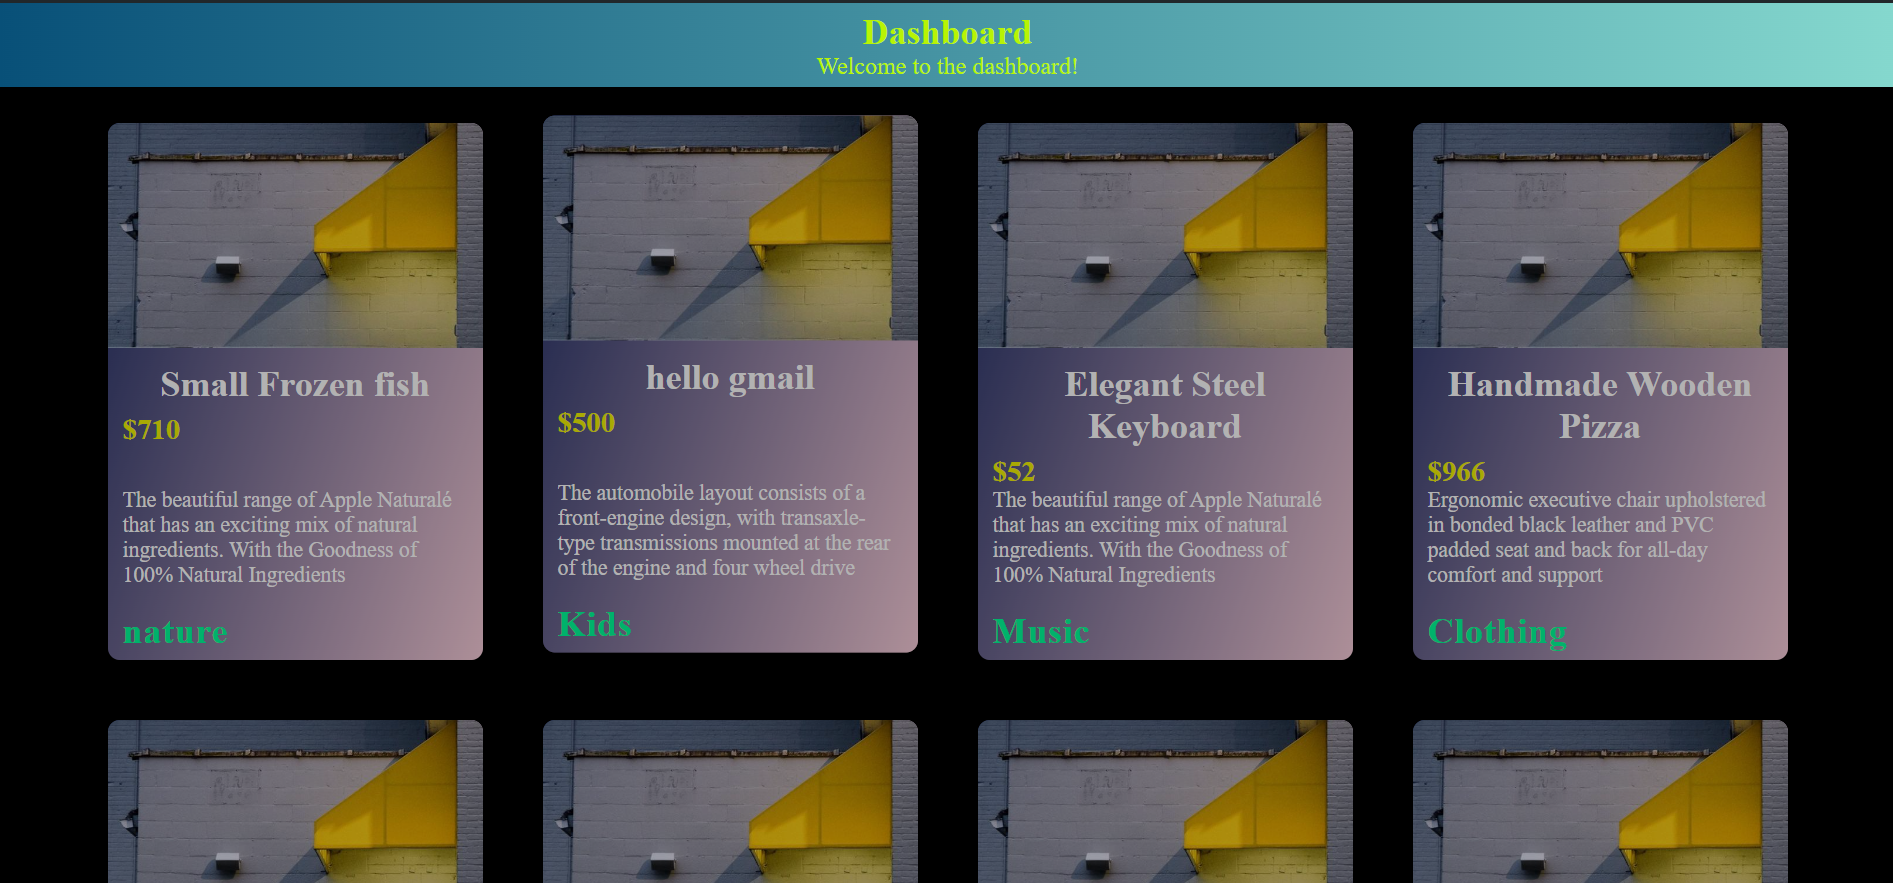 Dashboard
Welcome to the dashboard!
Small Frozen fish
$710
The beautiful range of Apple Naturalé
that has an exciting mix of natural
ingredients. With the Goodness of
100% Natural Ingredients
nature
hello gmail
$500
The automobile layout consists of a
front-engine design, with transaxle-
type transmissions mounted at the rear
of the engine and four wheel drive
Kids
Elegant Steel
Keyboard
$52
The beautiful range of Apple Naturalé
that has an exciting mix of natural
ingredients. With the Goodness of
100% Natural Ingredients
Music
Handmade Wooden
Pizza
$966
Ergonomic executive chair upholstered
in bonded black leather and PVC
padded seat and back for all-day
comfort and support
Clothing